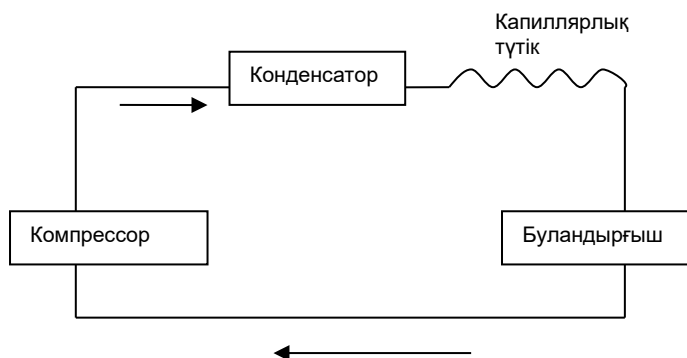 Капиллярлық
түтік
Конденсатор
Компрессор
Буландырғыш